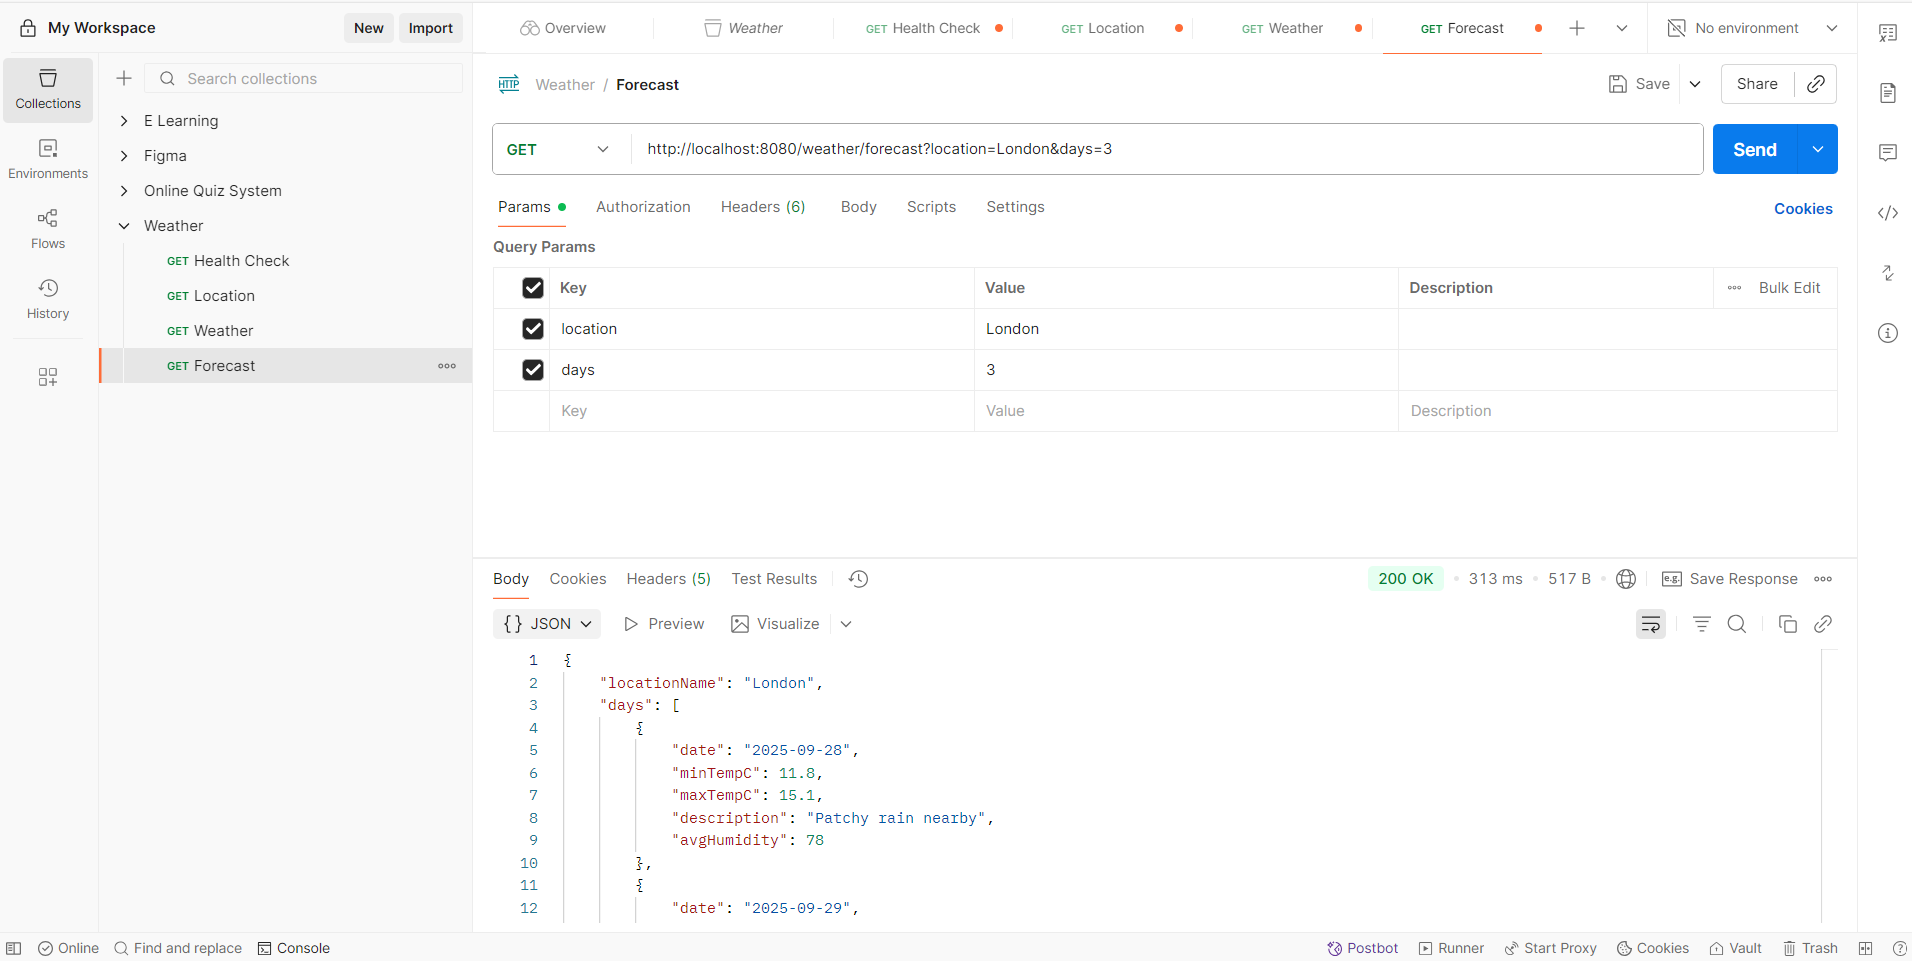 My Workspace
New
Import
Overview
Weather
GET Health Check
GET Location
GET Weather
GET Forecast
No environment
Collections
Environments
Flows
History
Search collections
E Learning
Figma
Online Quiz System
Weather
GET Health Check
GET Location
GET Weather
GET Forecast
HTTP Weather / Forecast
Save
Share
GET
http://localhost:8080/weather/forecast?location=London&days=3
Send
Params
Authorization
Headers (6)
Body
Scripts
Settings
Cookies
Query Params
Key Value Description Bulk Edit
location London
days 3
Key Value Description
Body Cookies Headers (5) Test Results
200 OK 313 ms 517 B
e.g. Save Response
{} JSON
Preview
Visualize
1 {
2 "locationName": "London",
3 "days": [
4 {
5 "date": "2025-09-28",
6 "minTempC": 11.8,
7 "maxTempC": 15.1,
8 "description": "Patchy rain nearby",
9 "avgHumidity": 78
10 },
11 {
12 "date": "2025-09-29",
Online
Find and replace
Console
Postbot
Runner
Start Proxy
Cookies
Vault
Trash